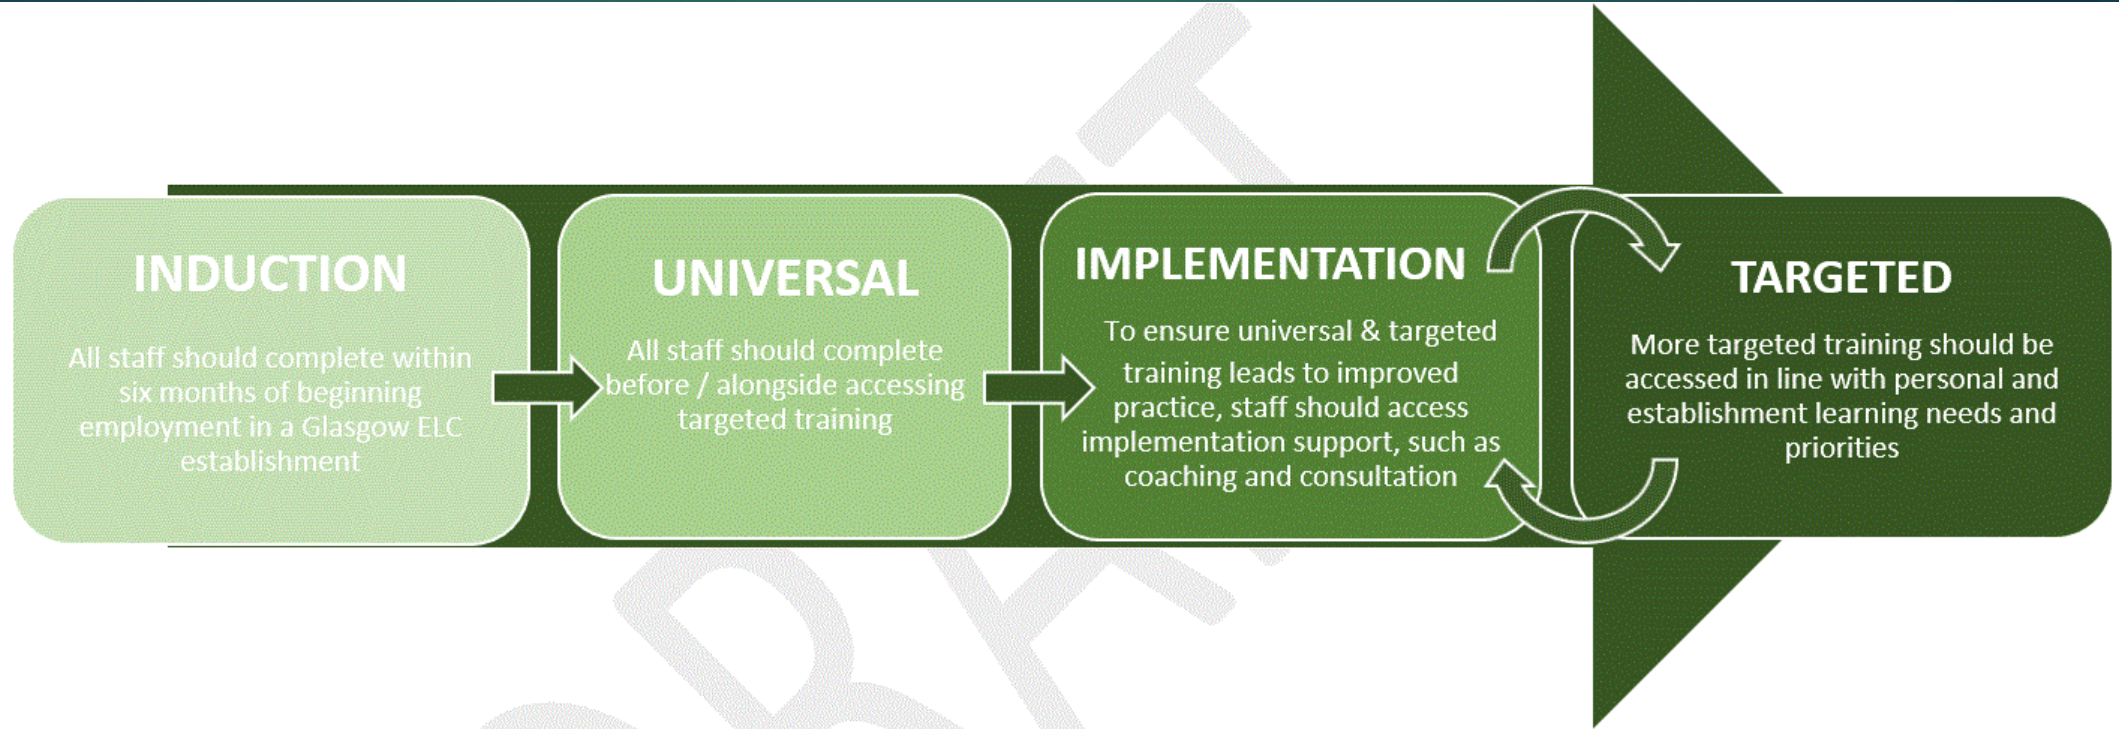 INDUCTION
All staff should complete within
six months of beginning
employment in a Glasgow ELC
establishment
UNIVERSAL
All staff should complete
before / alongside accessing
targeted training
IMPLEMENTATION
To ensure universal & targeted
training leads to improved
practice, staff should access
implementation support, such as
coaching and consultation
TARGETED
More targeted training should be
accessed in line with personal and
establishment learning needs and
priorities
DRAFT